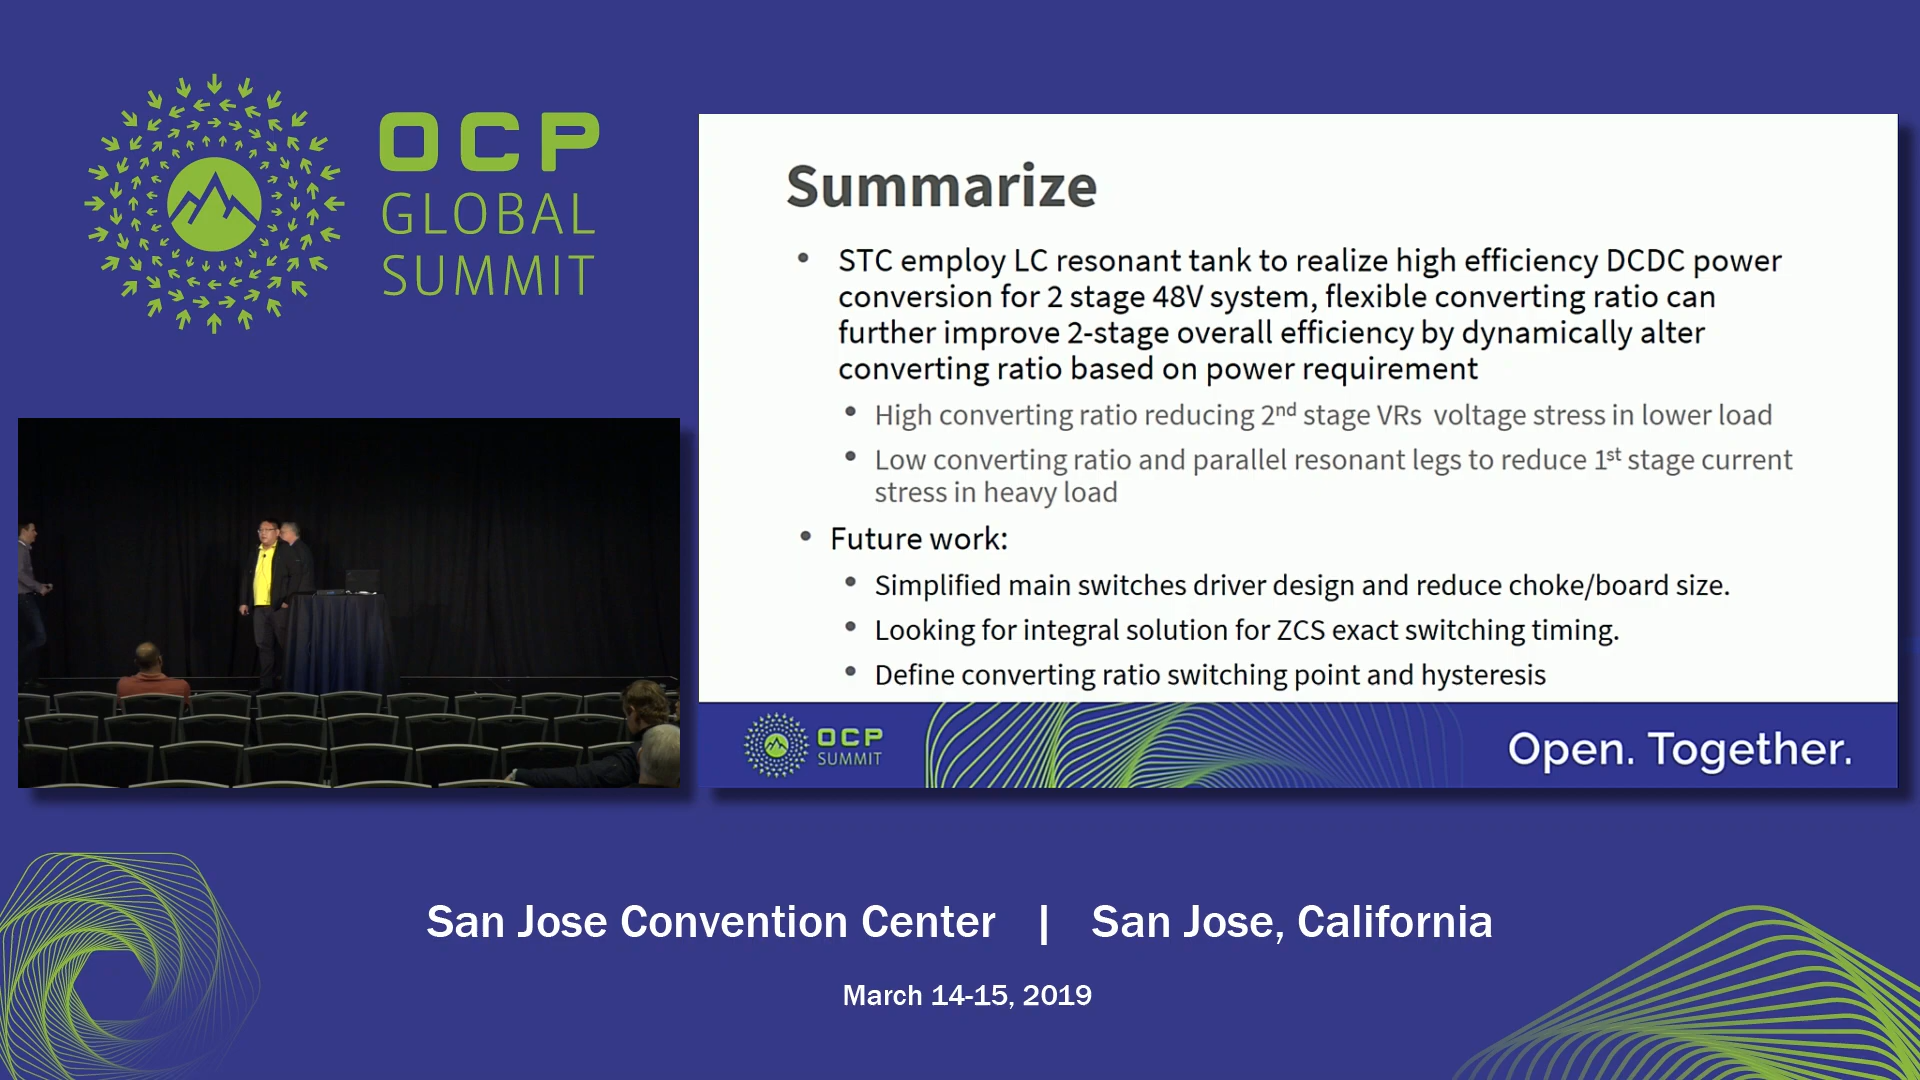 OCP
GLOBAL
SUMMIT
Summarize
• STC employ LC resonant tank to realize high efficiency DCDC power
conversion for 2 stage 48V system, flexible converting ratio can
further improve 2-stage overall efficiency by dynamically alter
converting ratio based on power requirement
• High converting ratio reducing 2nd stage VRs voltage stress in lower load
• Low converting ratio and parallel resonant legs to reduce 1st stage current
stress in heavy load
• Future work:
• Simplified main switches driver design and reduce choke/board size.
• Looking for integral solution for ZCS exact switching timing.
• Define converting ratio switching point and hysteresis
OCP
SUMMIT
Open. Together.
San Jose Convention Center | San Jose, California
March 14-15, 2019